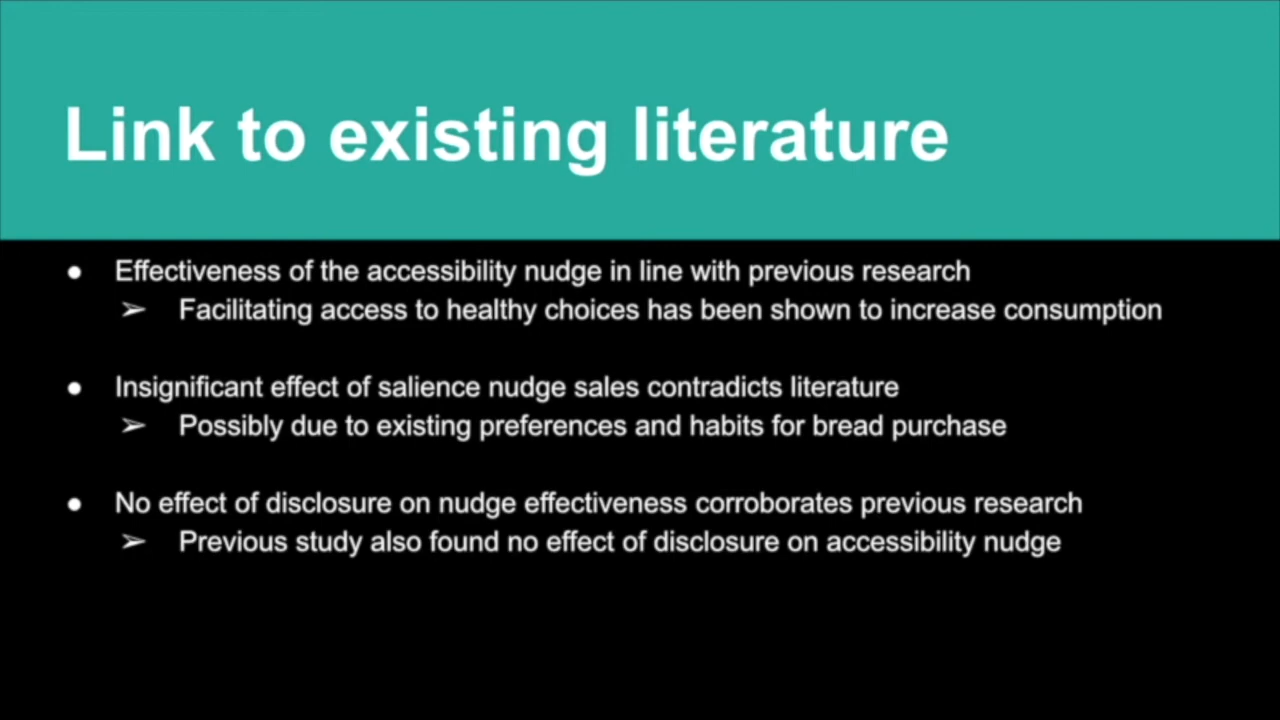 Link to existing literature
● Effectiveness of the accessibility nudge in line with previous research
➢ Facilitating access to healthy choices has been shown to increase consumption
● Insignificant effect of salience nudge sales contradicts literature
➢ Possibly due to existing preferences and habits for bread purchase
● No effect of disclosure on nudge effectiveness corroborates previous research
➢ Previous study also found no effect of disclosure on accessibility nudge